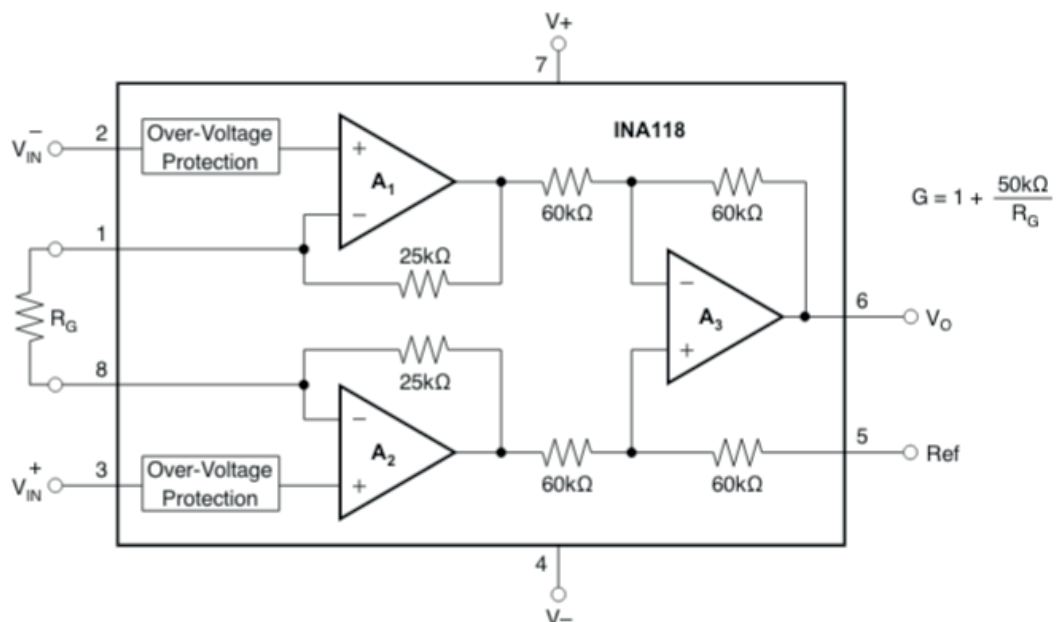 V+
7
INA118
V⁻IN
2
Over-Voltage
Protection
+
A1
−
60kΩ
60kΩ
G = 1 + 50kΩ
RG
1
25kΩ
RG
−
A3
+
6
VO
8
25kΩ
−
A2
+
60kΩ
60kΩ
5
Ref
V⁺IN
3
Over-Voltage
Protection
4
V−